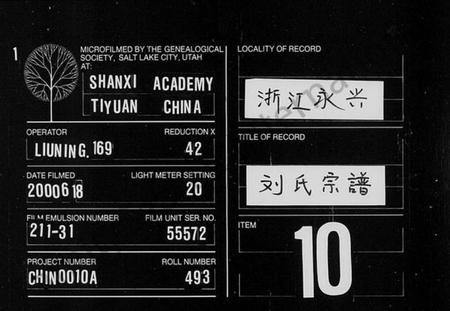 1
MICROFILMED BY THE GENEALOGICAL
SOCIETY, SALT LAKE CITY, UTAH
AT:
SHANXI ACADEMY
TIYUAN CHINA
OPERATOR REDUCTION X
LIUNING.169 42
DATE FILMED LIGHT METER SETTING
2000618 20
FILM EMULSION NUMBER FILM UNIT SER. NO.
211-31 55572
PROJECT NUMBER ROLL NUMBER
CHIN0010A 493
LOCALITY OF RECORD
浙江永兴
TITLE OF RECORD
刘氏宗譜
ITEM
10